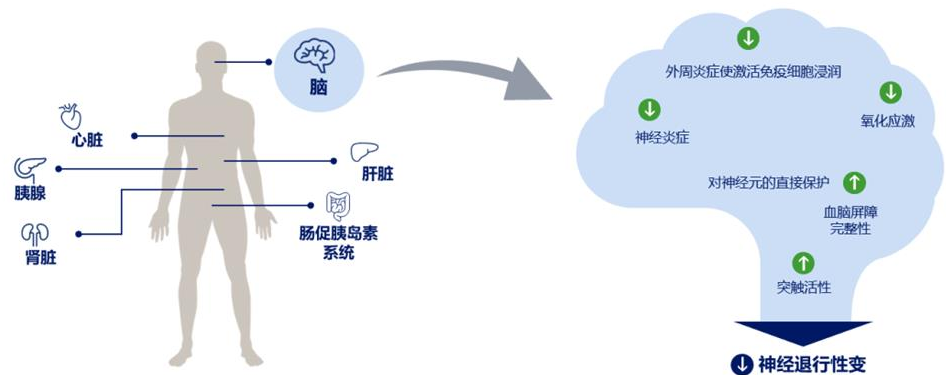 脑
心脏
胰腺
肾脏
肝脏
肠促胰岛素
系统
外周炎症使激活免疫细胞浸润
氧化应激
神经炎症
对神经元的直接保护
血脑屏障
完整性
突触活性
神经退行性变